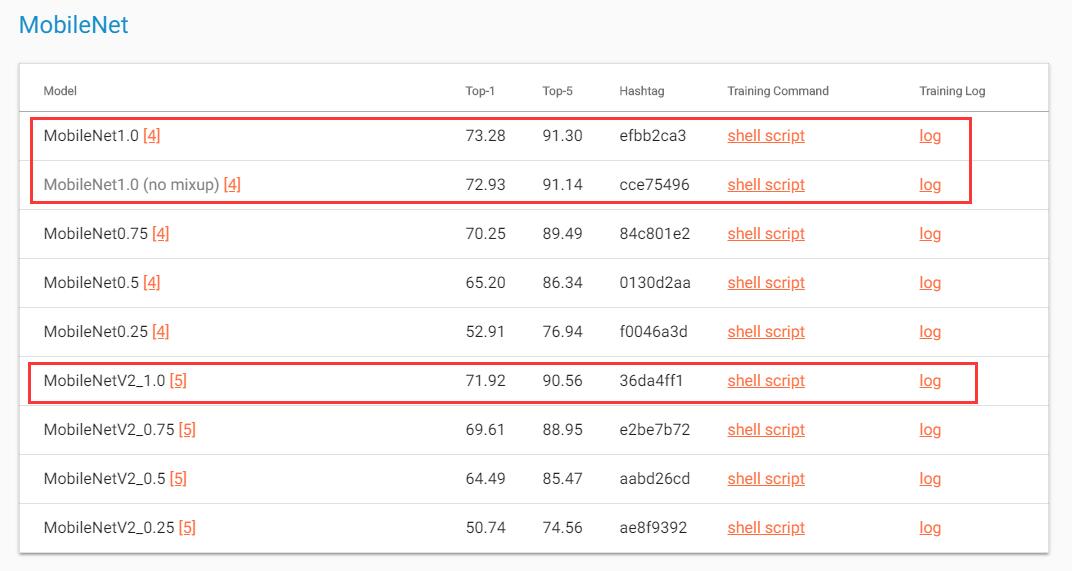 MobileNet
Model Top-1 Top-5 Hashtag Training Command Training Log
MobileNet1.0 [4] 73.28 91.30 efbb2ca3 shell script log
MobileNet1.0 (no mixup) [4] 72.93 91.14 cce75496 shell script log
MobileNet0.75 [4] 70.25 89.49 84c801e2 shell script log
MobileNet0.5 [4] 65.20 86.34 0130d2aa shell script log
MobileNet0.25 [4] 52.91 76.94 f0046a3d shell script log
MobileNetV2_1.0 [5] 71.92 90.56 36da4ff1 shell script log
MobileNetV2_0.75 [5] 69.61 88.95 e2be7b72 shell script log
MobileNetV2_0.5 [5] 64.49 85.47 aabd26cd shell script log
MobileNetV2_0.25 [5] 50.74 74.56 ae8f9392 shell script log